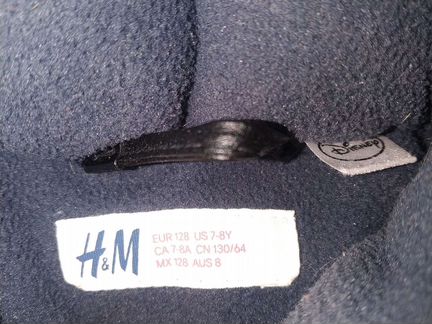 ©Disney
H&M
EUR 128 US 7-8Y
CA 7-8A CN 130/64
MX 128 AUS 8